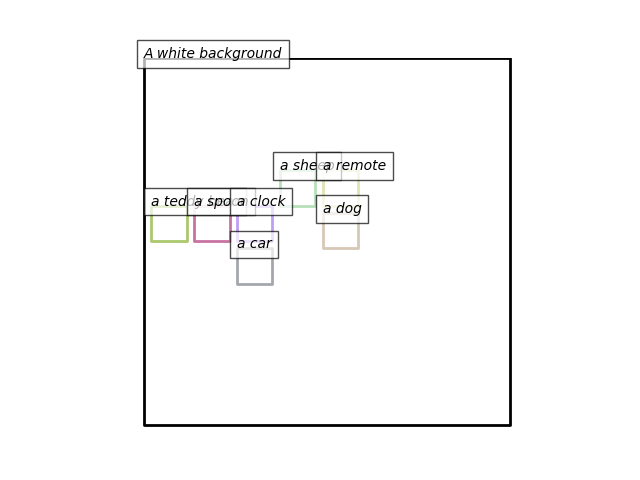 A white background
a sheep
a remote
a teddy bear
a spoon
a clock
a dog
a car